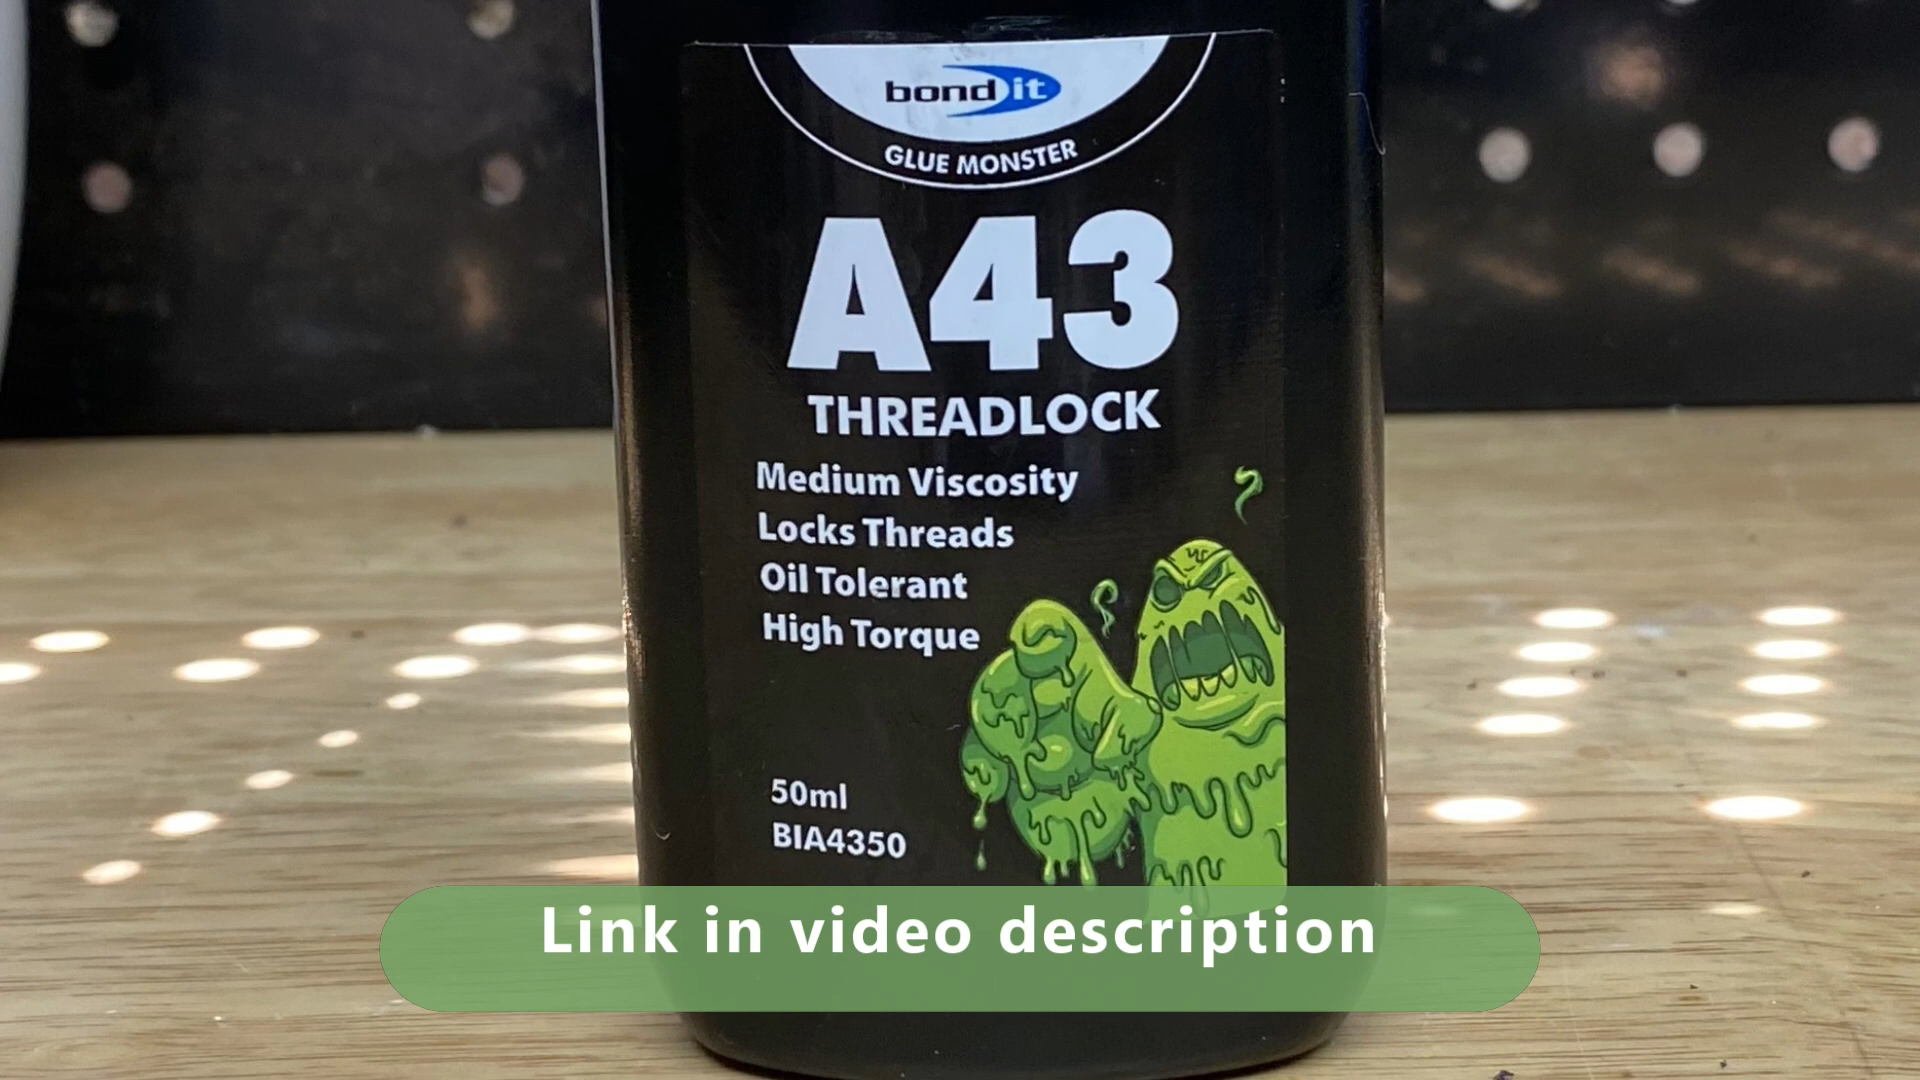 bond it
GLUE MONSTER
A43
THREADLOCK
Medium Viscosity
Locks Threads
Oil Tolerant
High Torque
50ml
BIA4350
Link in video description